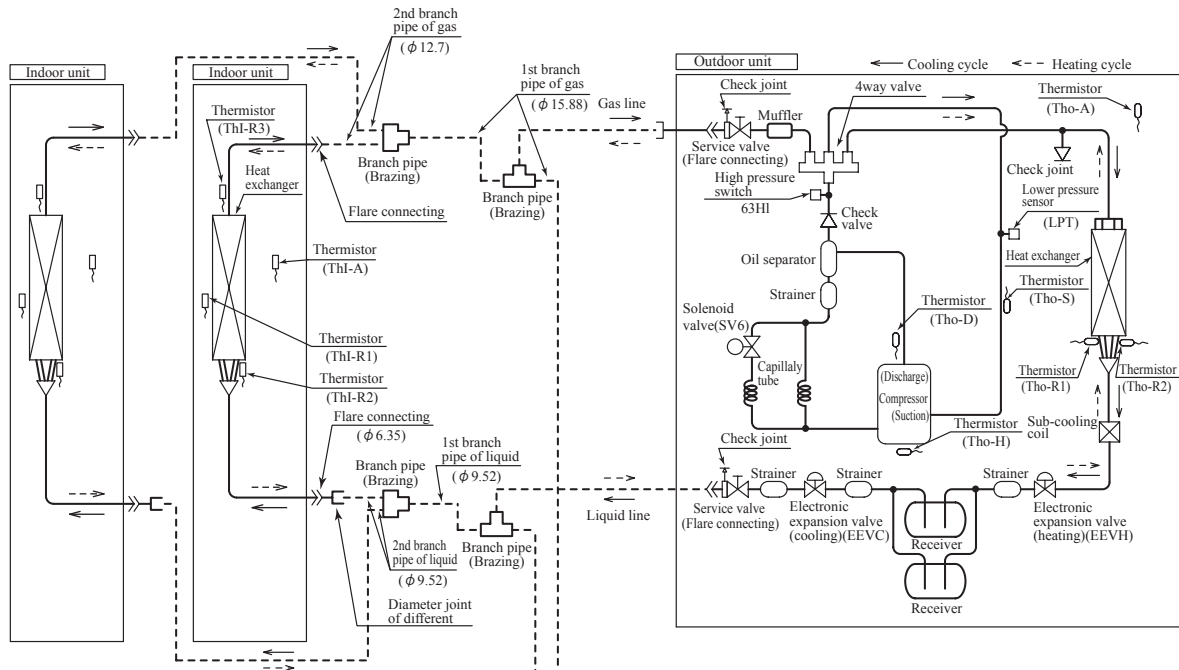 2nd branch
pipe of gas
(φ12.7)
Indoor unit
Indoor unit
Thermistor
(ThI-R3)
Heat
exchanger
Flare connecting
Thermistor
(ThI-A)
Thermistor
(ThI-R1)
Thermistor
(ThI-R2)
Branch pipe
(Brazing)
1st branch
pipe of gas
(φ15.88)
Gas line
Branch pipe
(Brazing)
Flare connecting
(φ6.35)
Branch pipe
(Brazing)
1st branch
pipe of liquid
(φ9.52)
2nd branch
pipe of liquid
(φ9.52)
Diameter joint
of different
Branch pipe
(Brazing)
Liquid line
Outdoor unit
Cooling cycle
Heating cycle
Check joint
Muffler
Service valve
(Flare connecting)
4way valve
Thermistor
(Tho-A)
Check joint
High pressure
switch
63Hl
Check
valve
Lower pressure
sensor
(LPT)
Oil separator
Strainer
Heat exchanger
Thermistor
(Tho-S)
Solenoid
valve(SV6)
Capillaly
tube
Thermistor
(Tho-D)
(Discharge)
Compressor
(Suction)
Thermistor
(Tho-H)
Thermistor
(Tho-R1)
Thermistor
(Tho-R2)
Sub-cooling
coil
Check joint
Service valve
(Flare connecting)
Strainer
Electronic
expansion valve
(cooling)(EEVC)
Strainer
Receiver
Receiver
Strainer
Electronic
expansion valve
(heating)(EEVH)